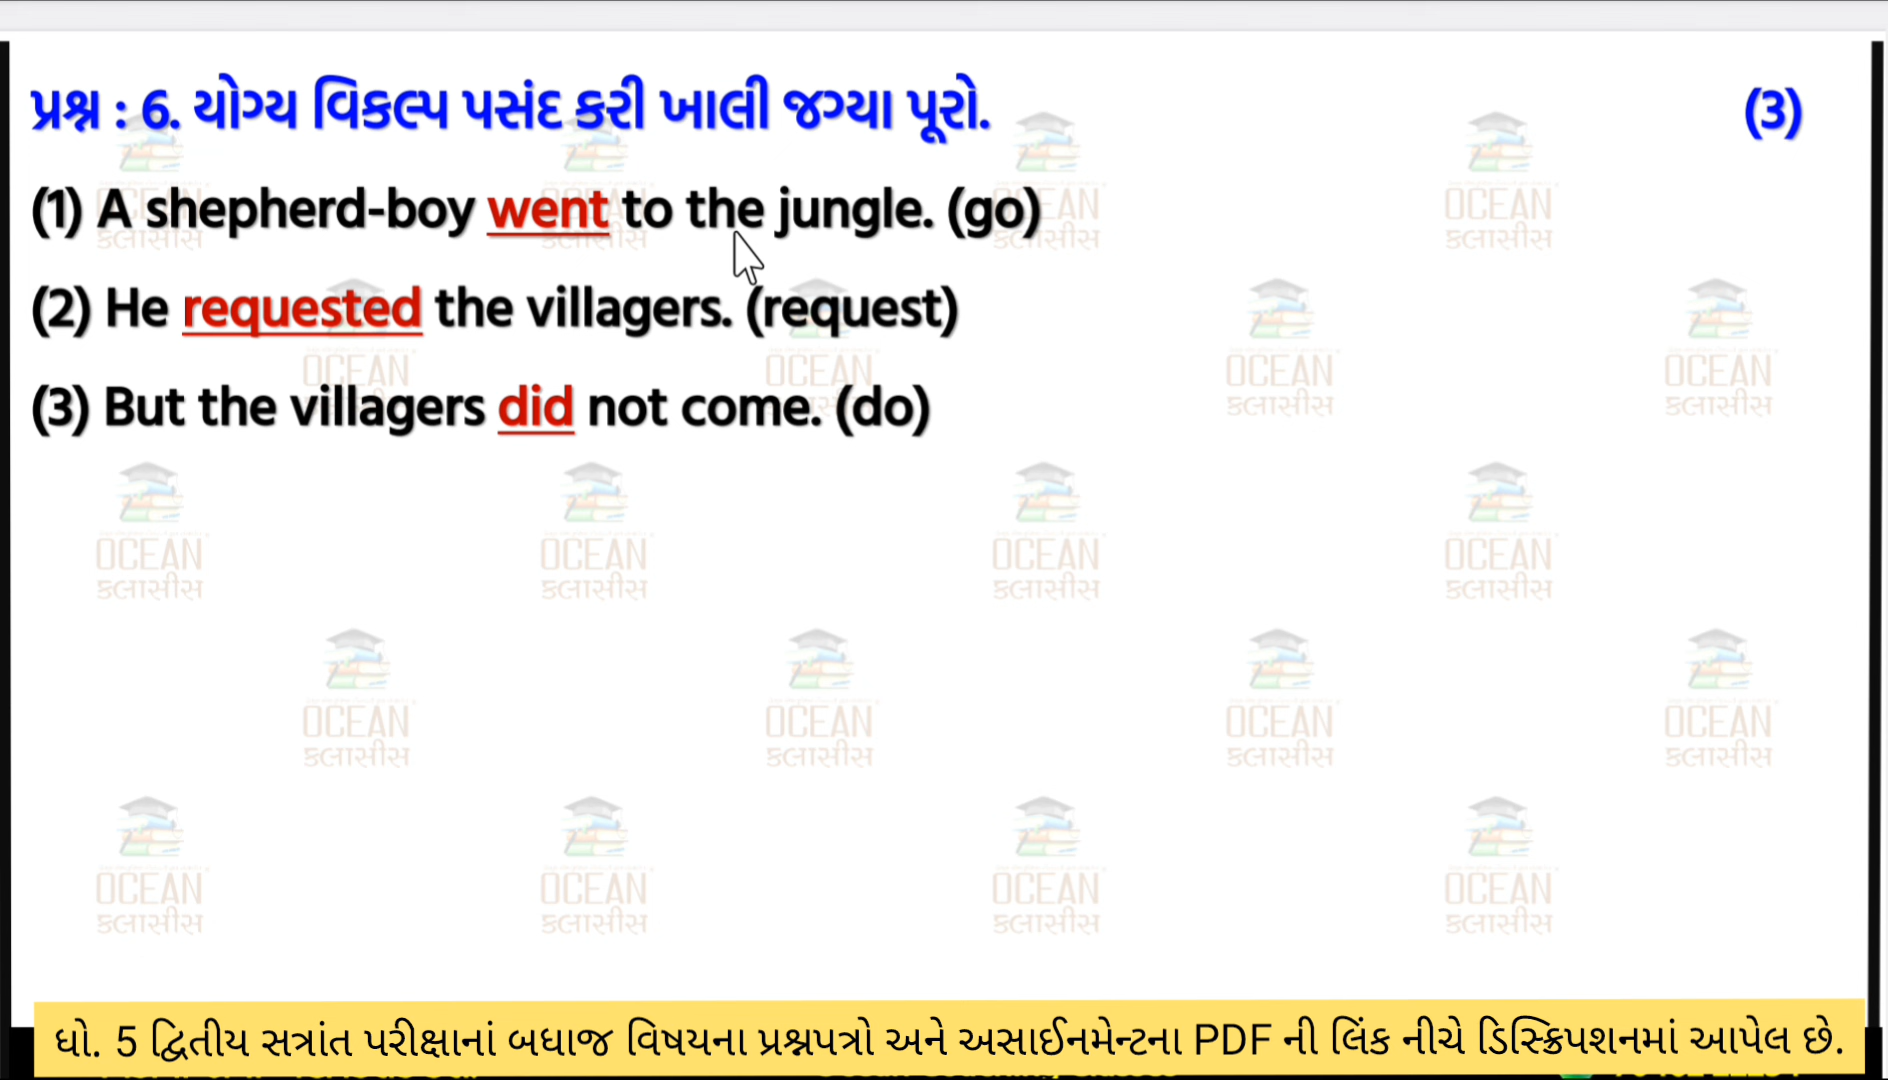 પ્રશ્ન : 6. યોગ્ય વિકલ્પ પસંદ કરી ખાલી જગ્યા પૂરો. (3)
(1) A shepherd-boy went to the jungle. (go)
(2) He requested the villagers. (request)
(3) But the villagers did not come. (do)
OCEAN
ક્લાસીસ
ધો. 5 દ્વિતીય સત્રાંત પરીક્ષાનાં બધાજ વિષયના પ્રશ્નપત્રો અને અસાઈનમેન્ટના PDF ની લિંક નીચે ડિસ્ક્રિપશનમાં આપેલ છે.